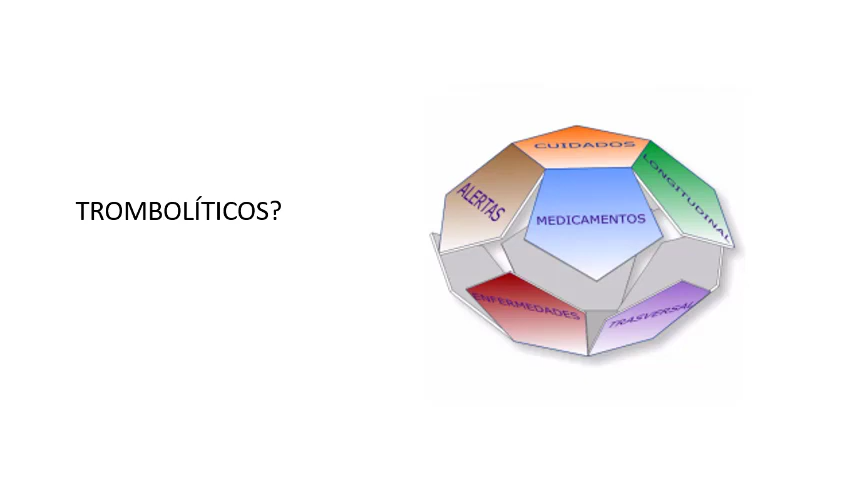 TROMBOLÍTICOS?
CUIDADOS
LONGITUDINAL
ALERTAS
MEDICAMENTOS
ENFERMEDADES
TRASVERSAL